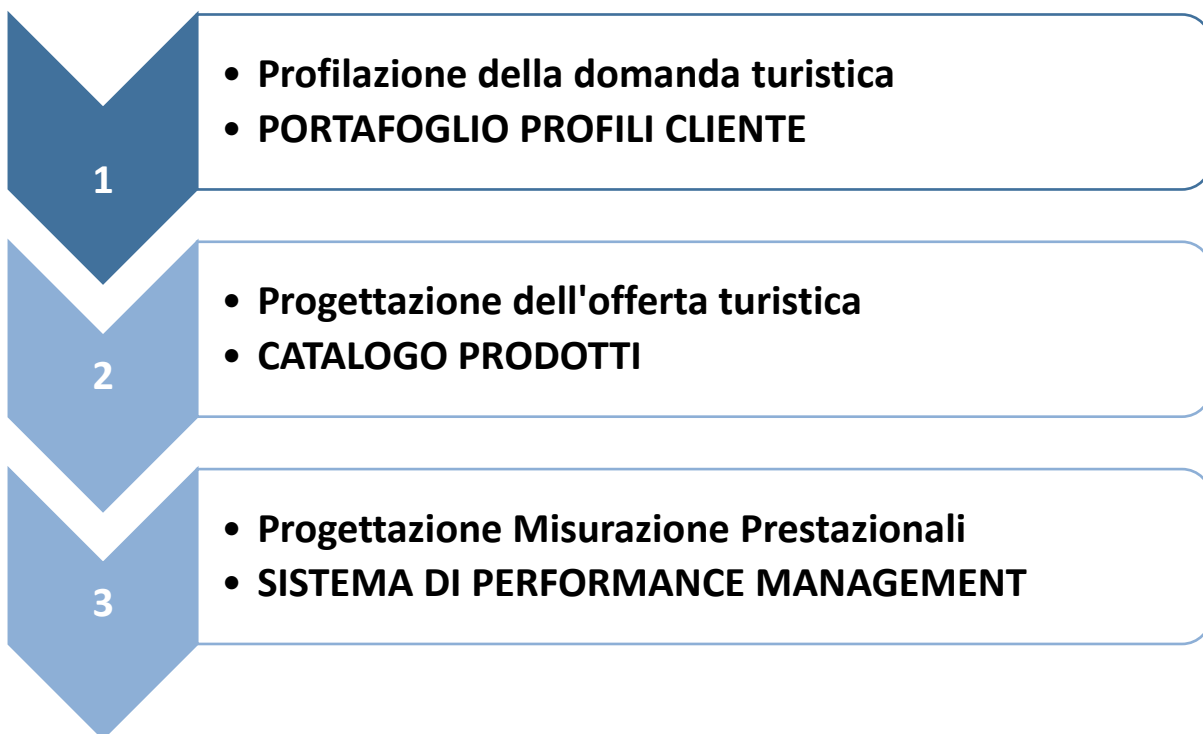 1
• Profilazione della domanda turistica
• PORTAFOGLIO PROFILI CLIENTE
2
• Progettazione dell'offerta turistica
• CATALOGO PRODOTTI
3
• Progettazione Misurazione Prestazionali
• SISTEMA DI PERFORMANCE MANAGEMENT